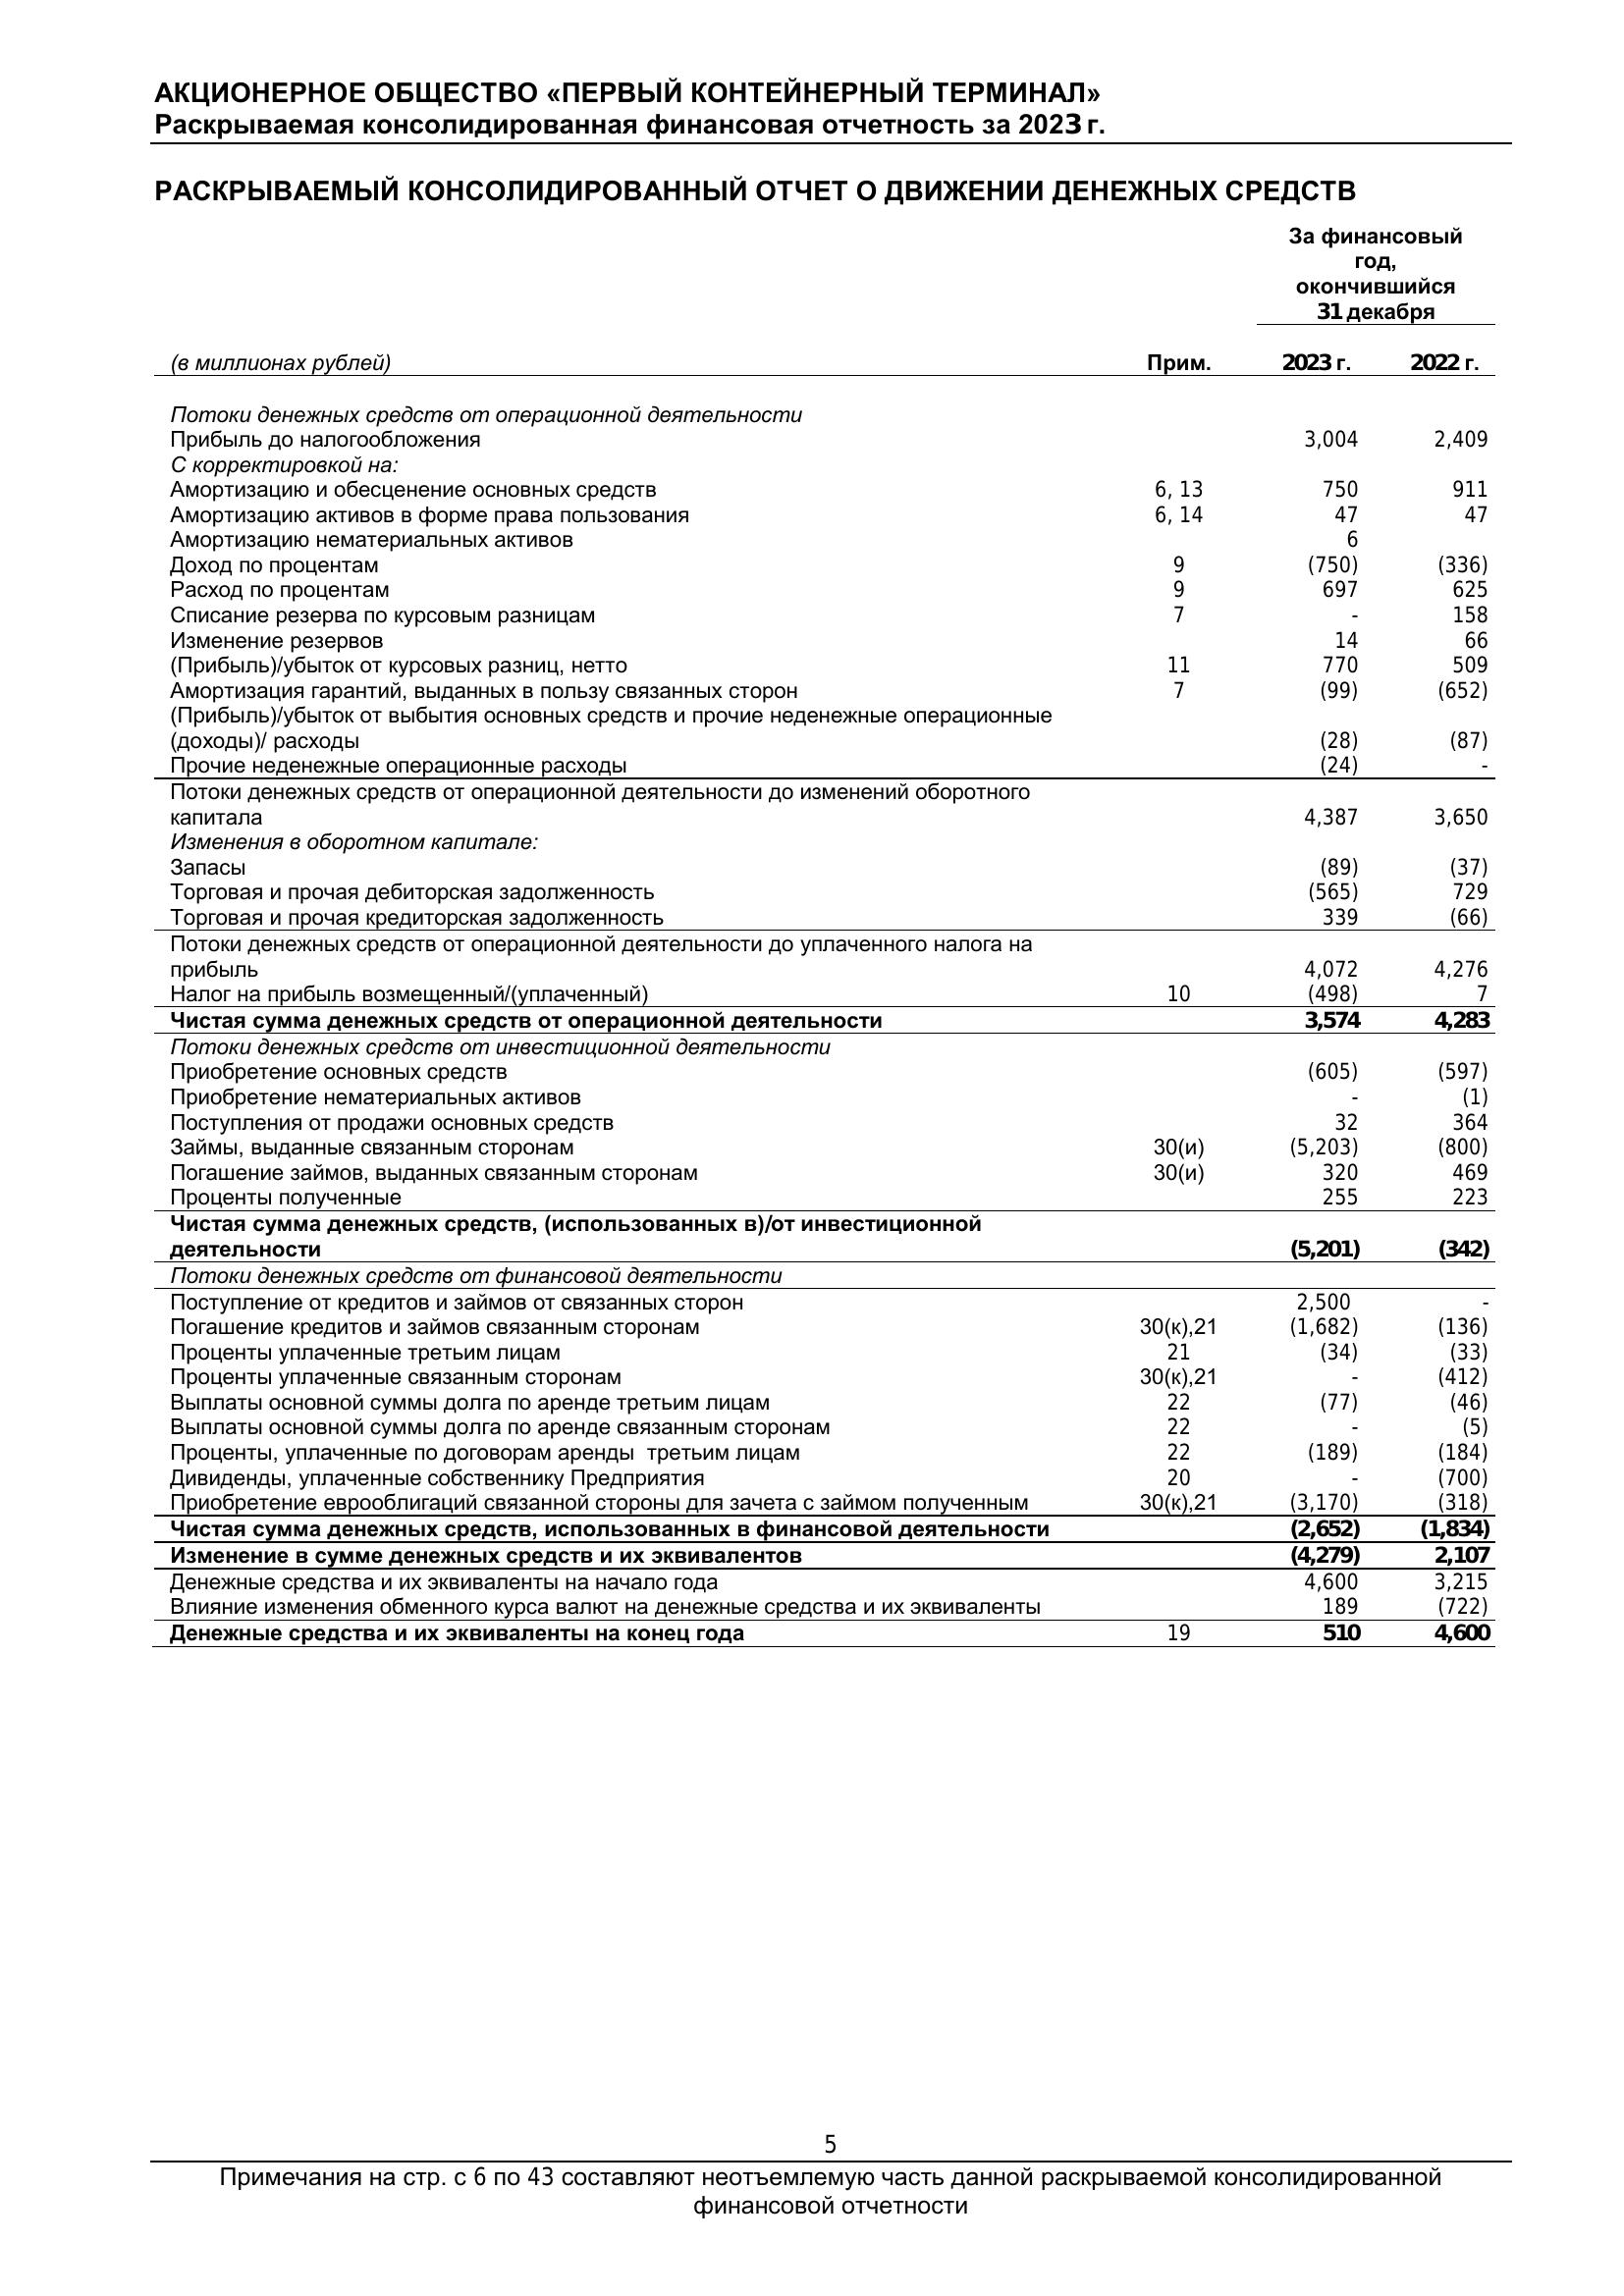 АКЦИОНЕРНОЕ ОБЩЕСТВО «ПЕРВЫЙ КОНТЕЙНЕРНЫЙ ТЕРМИНАЛ»
Раскрываемая консолидированная финансовая отчетность за 2023 г.
РАСКРЫВАЕМЫЙ КОНСОЛИДИРОВАННЫЙ ОТЧЕТ О ДВИЖЕНИИ ДЕНЕЖНЫХ СРЕДСТВ
За финансовый
год,
окончившийся
31 декабря
(в миллионах рублей) Прим. 2023 г. 2022 г.
Потоки денежных средств от операционной деятельности
Прибыль до налогообложения 3,004 2,409
С корректировкой на:
Амортизацию и обесценение основных средств 6, 13 750 911
Амортизацию активов в форме права пользования 6, 14 47 47
Амортизацию нематериальных активов 6
Доход по процентам 9 (750) (336)
Расход по процентам 9 697 625
Списание резерва по курсовым разницам 7 - 158
Изменение резервов 14 66
(Прибыль)/убыток от курсовых разниц, нетто 11 770 509
Амортизация гарантий, выданных в пользу связанных сторон 7 (99) (652)
(Прибыль)/убыток от выбытия основных средств и прочие неденежные операционные
(доходы)/ расходы (28) (87)
Прочие неденежные операционные расходы (24) -
Потоки денежных средств от операционной деятельности до изменений оборотного
капитала 4,387 3,650
Изменения в оборотном капитале:
Запасы (89) (37)
Торговая и прочая дебиторская задолженность (565) 729
Торговая и прочая кредиторская задолженность 339 (66)
Потоки денежных средств от операционной деятельности до уплаченного налога на
прибыль 4,072 4,276
Налог на прибыль возмещенный/(уплаченный) 10 (498) 7
Чистая сумма денежных средств от операционной деятельности 3,574 4,283
Потоки денежных средств от инвестиционной деятельности
Приобретение основных средств (605) (597)
Приобретение нематериальных активов - (1)
Поступления от продажи основных средств 32 364
Займы, выданные связанным сторонам 30(и) (5,203) (800)
Погашение займов, выданных связанным сторонам 30(и) 320 469
Проценты полученные 255 223
Чистая сумма денежных средств, (использованных в)/от инвестиционной
деятельности (5,201) (342)
Потоки денежных средств от финансовой деятельности
Поступление от кредитов и займов от связанных сторон 2,500 -
Погашение кредитов и займов связанным сторонам 30(к),21 (1,682) (136)
Проценты уплаченные третьим лицам 21 (34) (33)
Проценты уплаченные связанным сторонам 30(к),21 - (412)
Выплаты основной суммы долга по аренде третьим лицам 22 (77) (46)
Выплаты основной суммы долга по аренде связанным сторонам 22 - (5)
Проценты, уплаченные по договорам аренды третьим лицам 22 (189) (184)
Дивиденды, уплаченные собственнику Предприятия 20 - (700)
Приобретение еврооблигаций связанной стороны для зачета с займом полученным 30(к),21 (3,170) (318)
Чистая сумма денежных средств, использованных в финансовой деятельности (2,652) (1,834)
Изменение в сумме денежных средств и их эквивалентов (4,279) 2,107
Денежные средства и их эквиваленты на начало года 4,600 3,215
Влияние изменения обменного курса валют на денежные средства и их эквиваленты 189 (722)
Денежные средства и их эквиваленты на конец года 19 510 4,600
5
Примечания на стр. с 6 по 43 составляют неотъемлемую часть данной раскрываемой консолидированной
финансовой отчетности